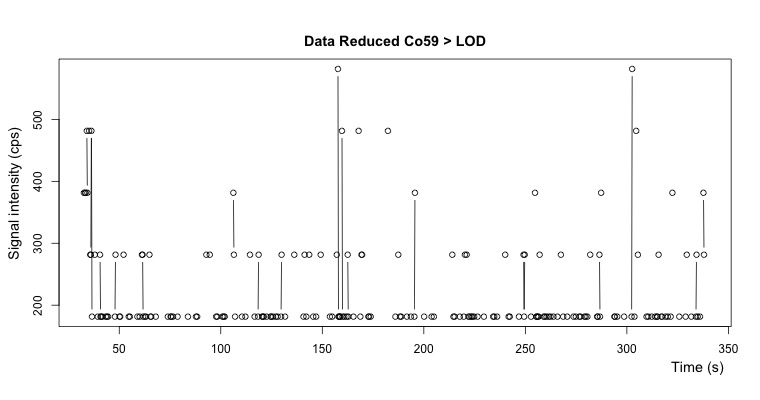 Data Reduced Co59 > LOD
Signal intensity (cps)
500
400
300
200
50 100 150 200 250 300 350
Time (s)